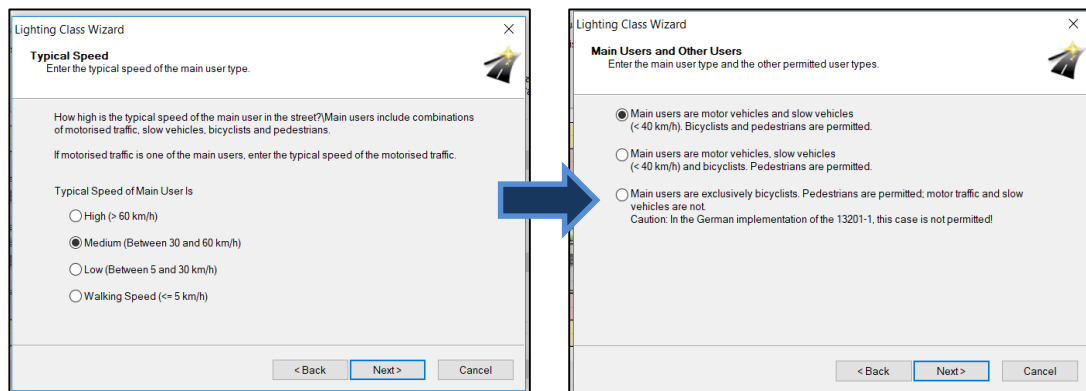 Lighting Class Wizard
Typical Speed
Enter the typical speed of the main user type.
How high is the typical speed of the main user in the street?\Main users include combinations
of motorised traffic, slow vehicles, bicyclists and pedestrians.
If motorised traffic is one of the main users, enter the typical speed of the motorised traffic.
Typical Speed of Main User Is
High (> 60 km/h)
Medium (Between 30 and 60 km/h)
Low (Between 5 and 30 km/h)
Walking Speed (<= 5 km/h)
< Back
Next >
Cancel
Lighting Class Wizard
Main Users and Other Users
Enter the main user type and the other permitted user types.
Main users are motor vehicles and slow vehicles
(< 40 km/h). Bicyclists and pedestrians are permitted.
Main users are motor vehicles, slow vehicles
(< 40 km/h) and bicyclists. Pedestrians are permitted.
Main users are exclusively bicyclists. Pedestrians are permitted; motor traffic and slow
vehicles are not.
Caution: In the German implementation of the 13201-1, this case is not permitted!
< Back
Next >
Cancel